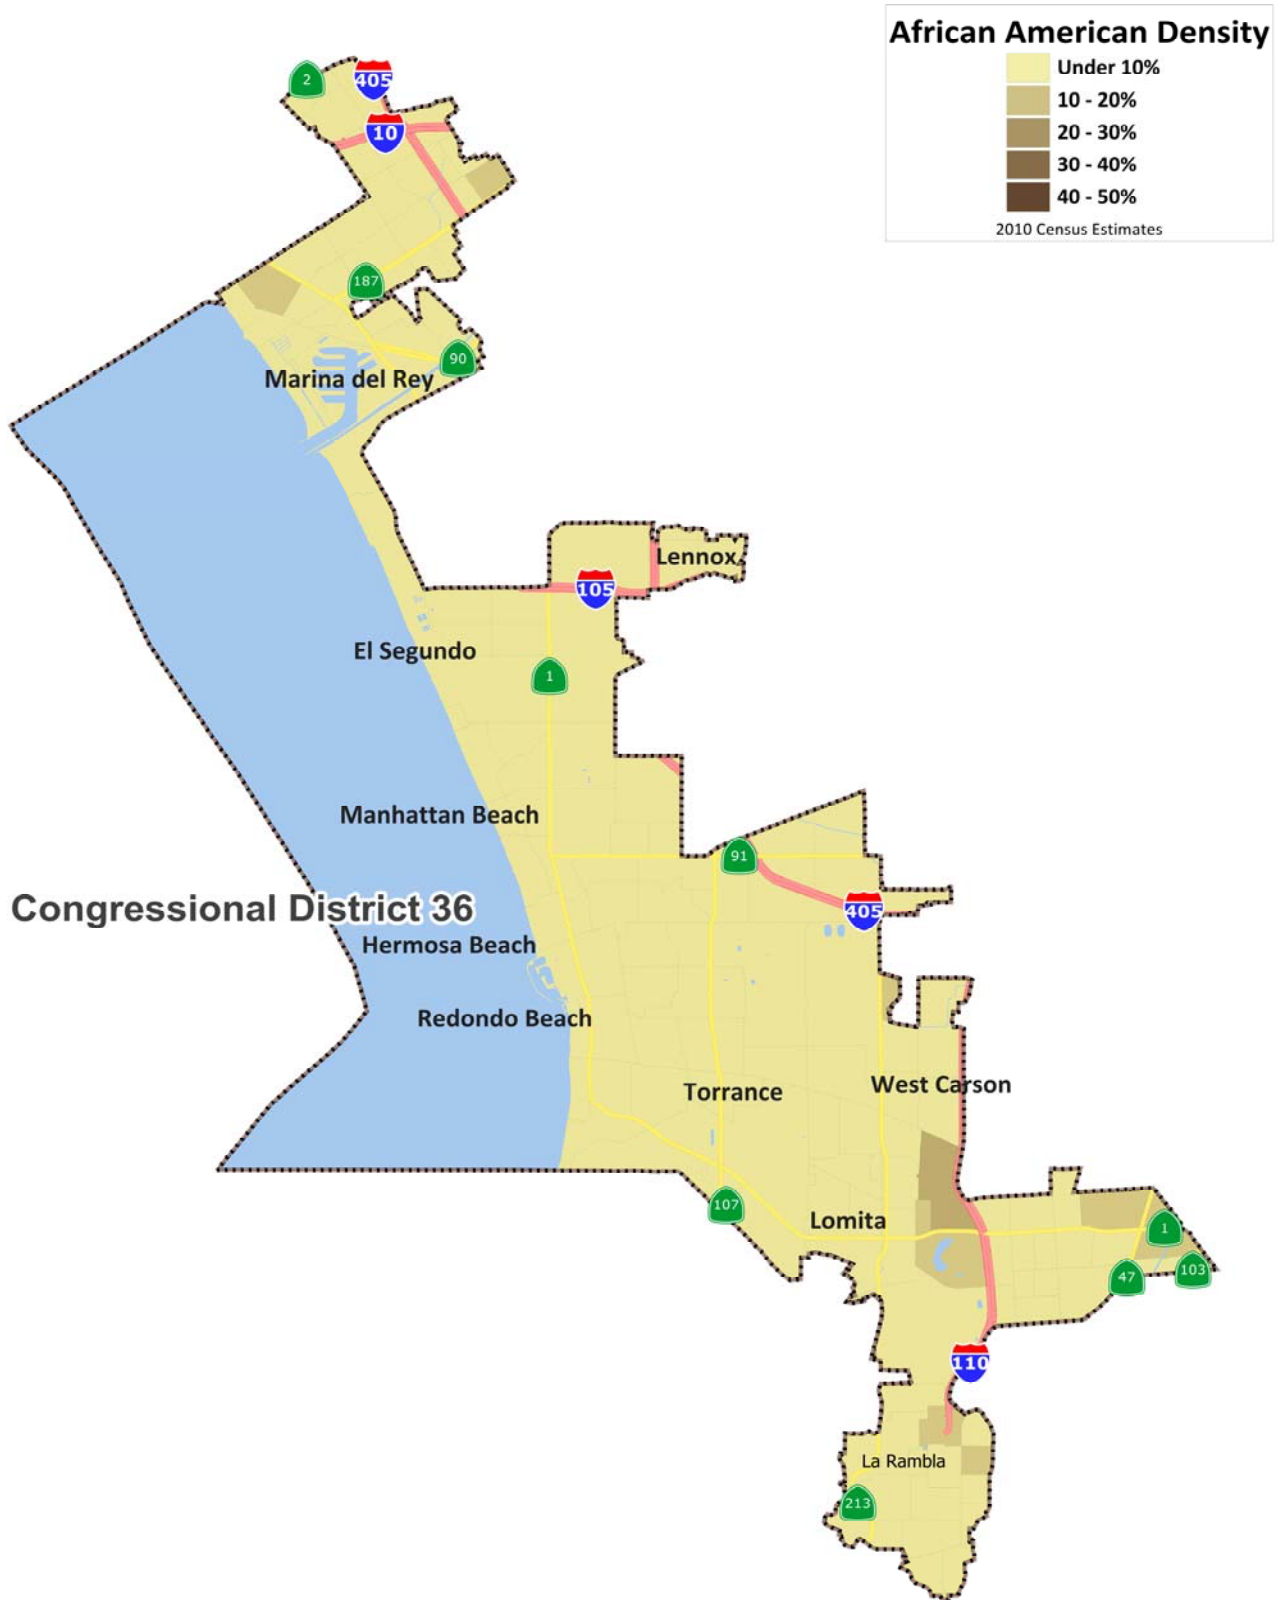 African American Density
Under 10%
10 - 20%
20 - 30%
30 - 40%
40 - 50%
2010 Census Estimates
2
405
10
187
90
Marina del Rey
Lennox
105
El Segundo
1
Manhattan Beach
91
Congressional District 36
405
Hermosa Beach
Redondo Beach
Torrance
West Carson
107
Lomita
1
47
103
110
La Rambla
213